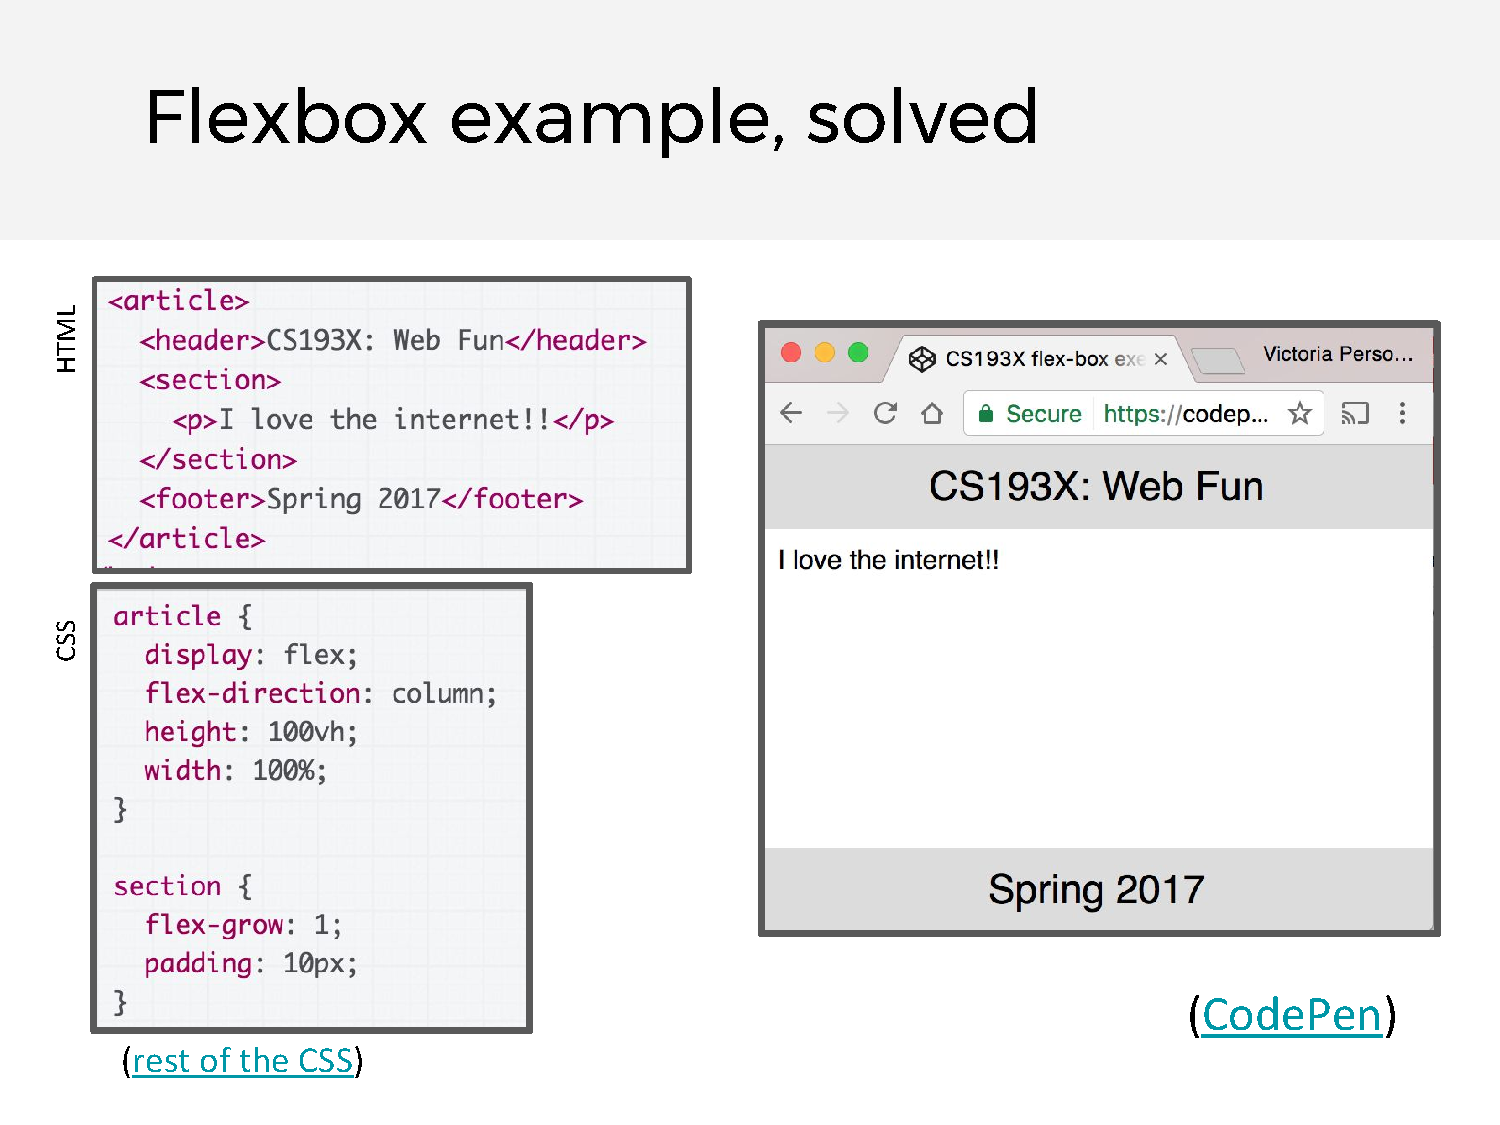 Flexbox example, solved
HTML
<article>
  <header>CS193X: Web Fun</header>
  <section>
    <p>I love the internet!!</p>
  </section>
  <footer>Spring 2017</footer>
</article>
CSS
article {
  display: flex;
  flex-direction: column;
  height: 100vh;
  width: 100%;
}
section {
  flex-grow: 1;
  padding: 10px;
}
(rest of the CSS)
CS193X flex-box exe
Victoria Perso...
Secure https://codep...
CS193X: Web Fun
I love the internet!!
Spring 2017
(CodePen)